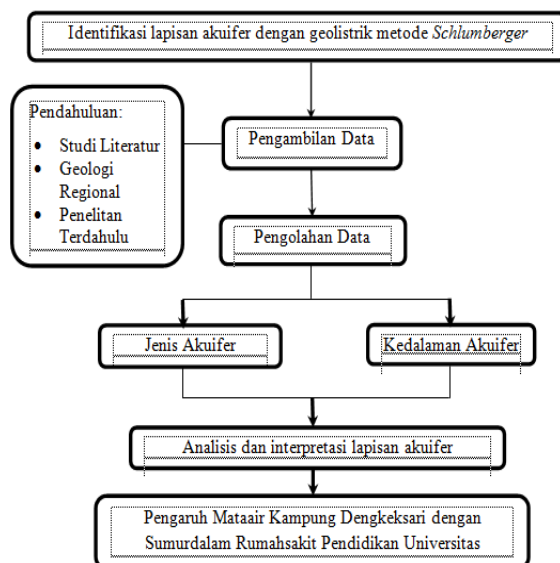 Identifikasi lapisan akuifer dengan geolistrik metode Schlumberger
Pendahuluan:
• Studi Literatur
• Geologi
Regional
• Penelitan
Terdahulu
Pengambilan Data
Pengolahan Data
Jenis Akuifer
Kedalaman Akuifer
Analisis dan interpretasi lapisan akuifer
Pengaruh Mataair Kampung Dengkeksari dengan
Sumurdalam Rumahsakit Pendidikan Universitas